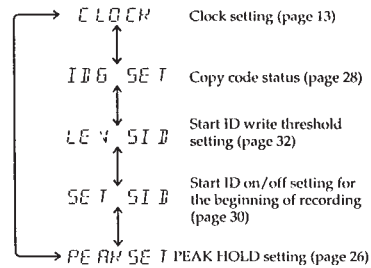 CLOCK Clock setting (page 13)
ID6 SET Copy code status (page 28)
LEV SID Start ID write threshold
setting (page 32)
SET SID Start ID on/off setting for
the beginning of recording
(page 30)
PEAK SET PEAK HOLD setting (page 26)